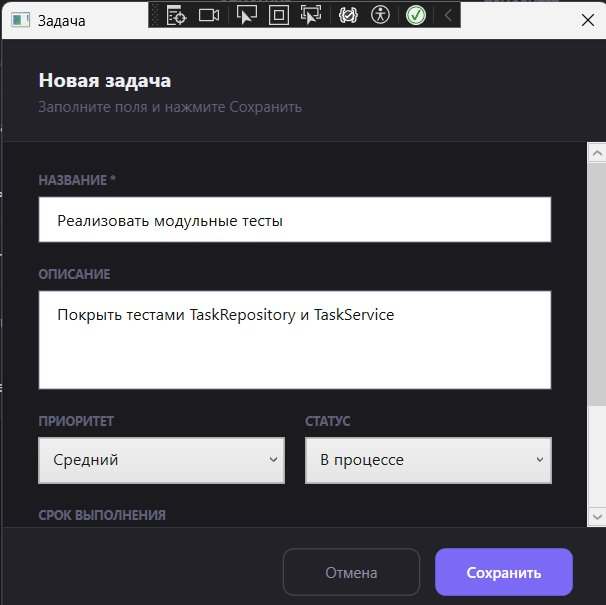 Задача
Новая задача
Заполните поля и нажмите Сохранить
НАЗВАНИЕ *
Реализовать модульные тесты
ОПИСАНИЕ
Покрыть тестами TaskRepository и TaskService
ПРИОРИТЕТ СТАТУС
Средний В процессе
СРОК ВЫПОЛНЕНИЯ
Отмена Сохранить